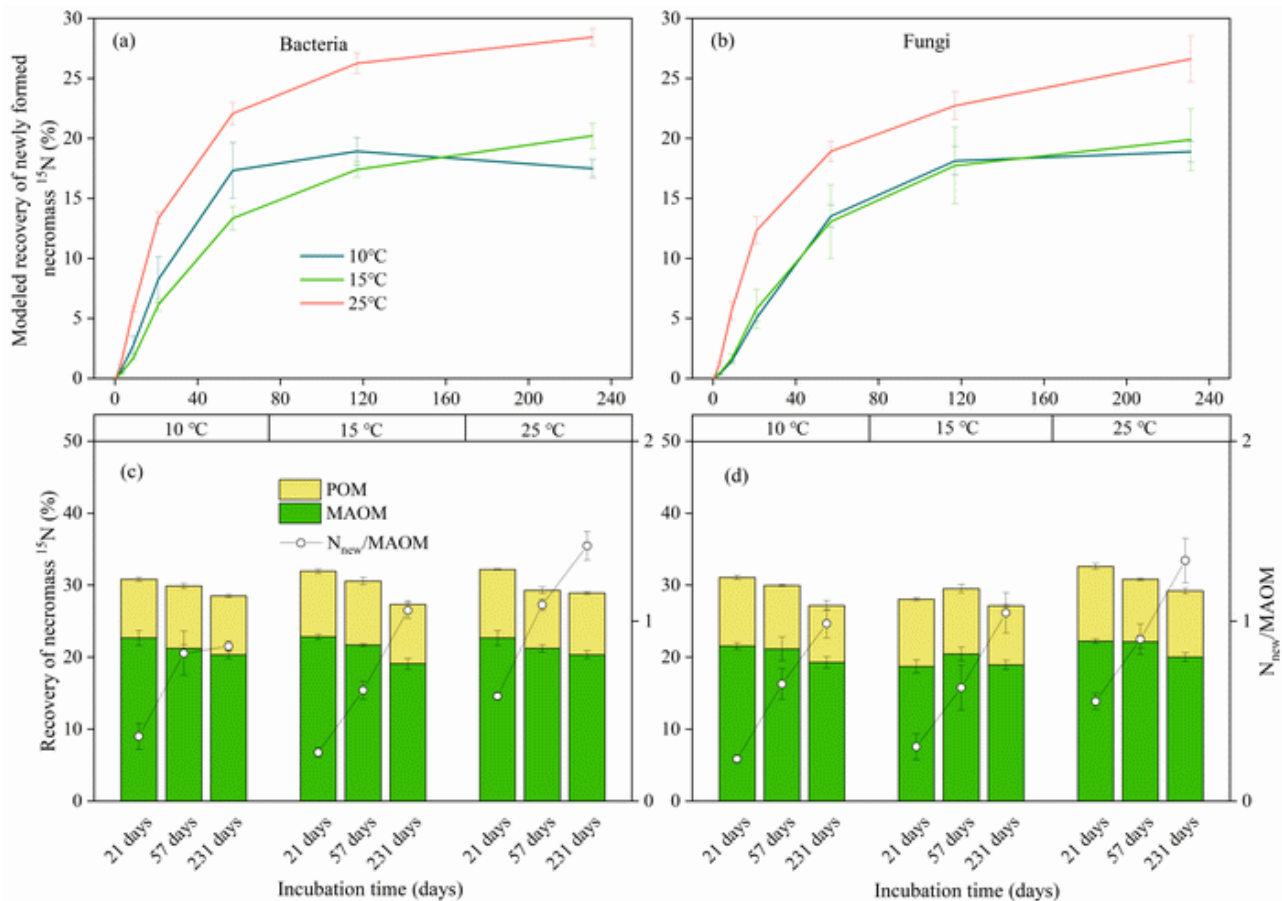 (a)
Bacteria
(b)
Fungi
Modeled recovery of newly formed
necromass ¹⁵N (%)
30
25
20
15
10
5
0
10℃
15℃
25℃
0 40 80 120 160 200 240
30
25
20
15
10
5
0
0 40 80 120 160 200 240
10 ℃ 15 ℃ 25 ℃
10 ℃ 15 ℃ 25 ℃
(c)
POM
MAOM
Nₙₑw/MAOM
Recovery of necromass ¹⁵N (%)
50
40
30
20
10
0
2
1
0
21 days 57 days 231 days 21 days 57 days 231 days 21 days 57 days 231 days
Incubation time (days)
(d)
50
40
30
20
10
0
2
1
0
Nₙₑw/MAOM
21 days 57 days 231 days 21 days 57 days 231 days 21 days 57 days 231 days
Incubation time (days)